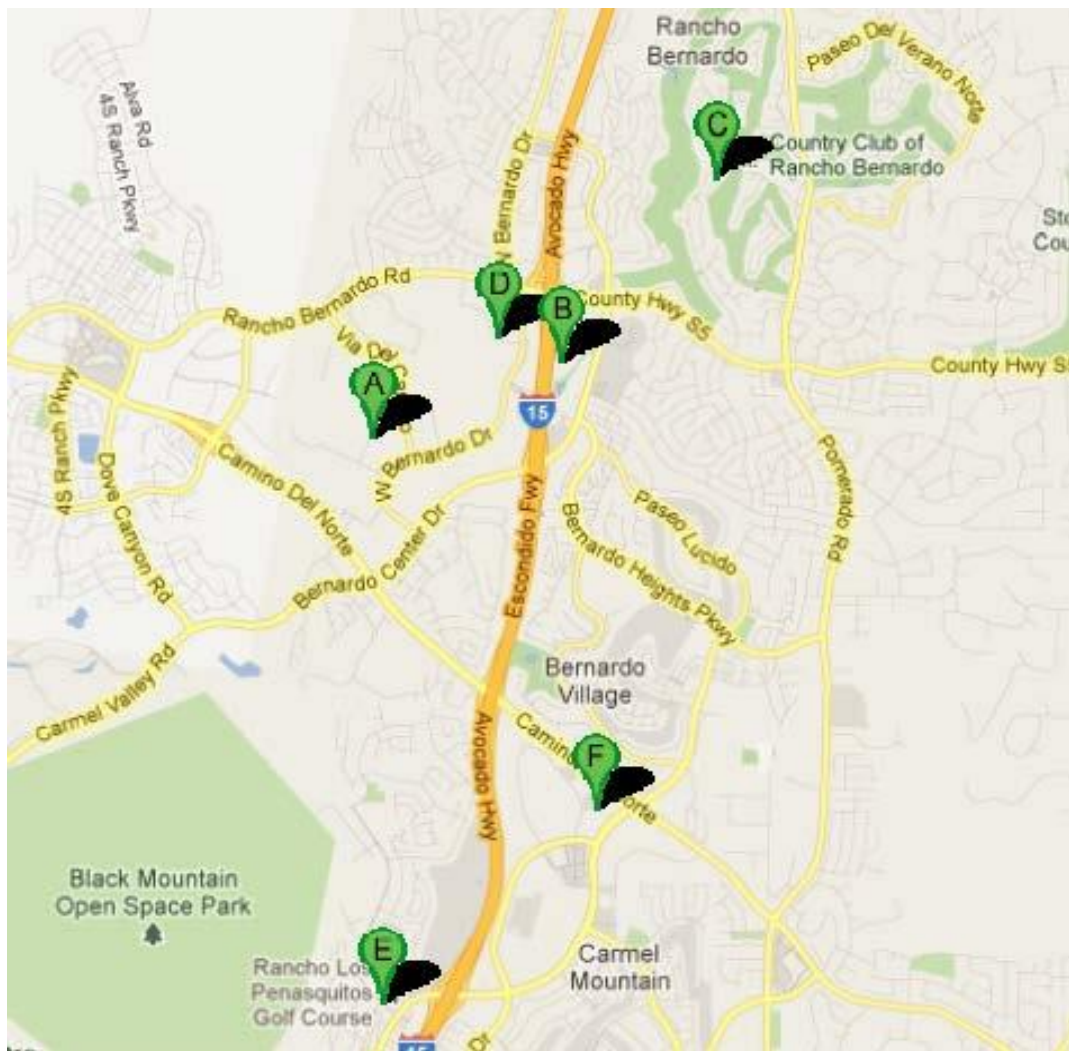 Rancho
Bernardo
Paseo Del Verano Norte
Alva Rd
4S Ranch Pkwy
C
Country Club of
Rancho Bernardo
Bernardo Dr
Avocado Hwy
Rancho Bernardo Rd
D
B
County Hwy S5
County Hwy
Via Del
A
15
W Bernardo Dr
4S Ranch Pkwy
Dove Canyon Rd
Camino Del Norte
Bernardo Center Dr
Escondido Fwy
Paseo Lucido
Bernardo Heights Pkwy
Pomerado Rd
Carmel Valley Rd
Bernardo
Village
Avocado Hwy
F
Black Mountain
Open Space Park
E
Rancho Los
Penasquitos
Golf Course
Carmel
Mountain
Dr